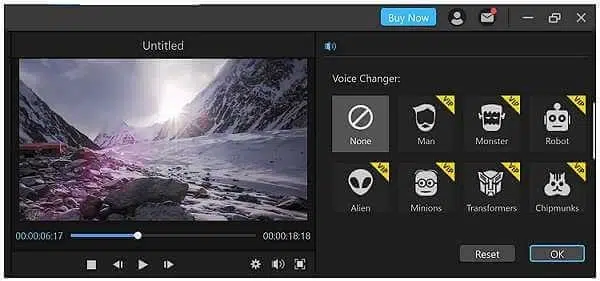 Buy Now
Untitled
Voice Changer:
None
VIP
Man
VIP
Monster
VIP
Robot
VIP
Alien
VIP
Minions
VIP
Transformers
VIP
Chipmunks
00:00:06:17
00:00:18:18
Reset
OK